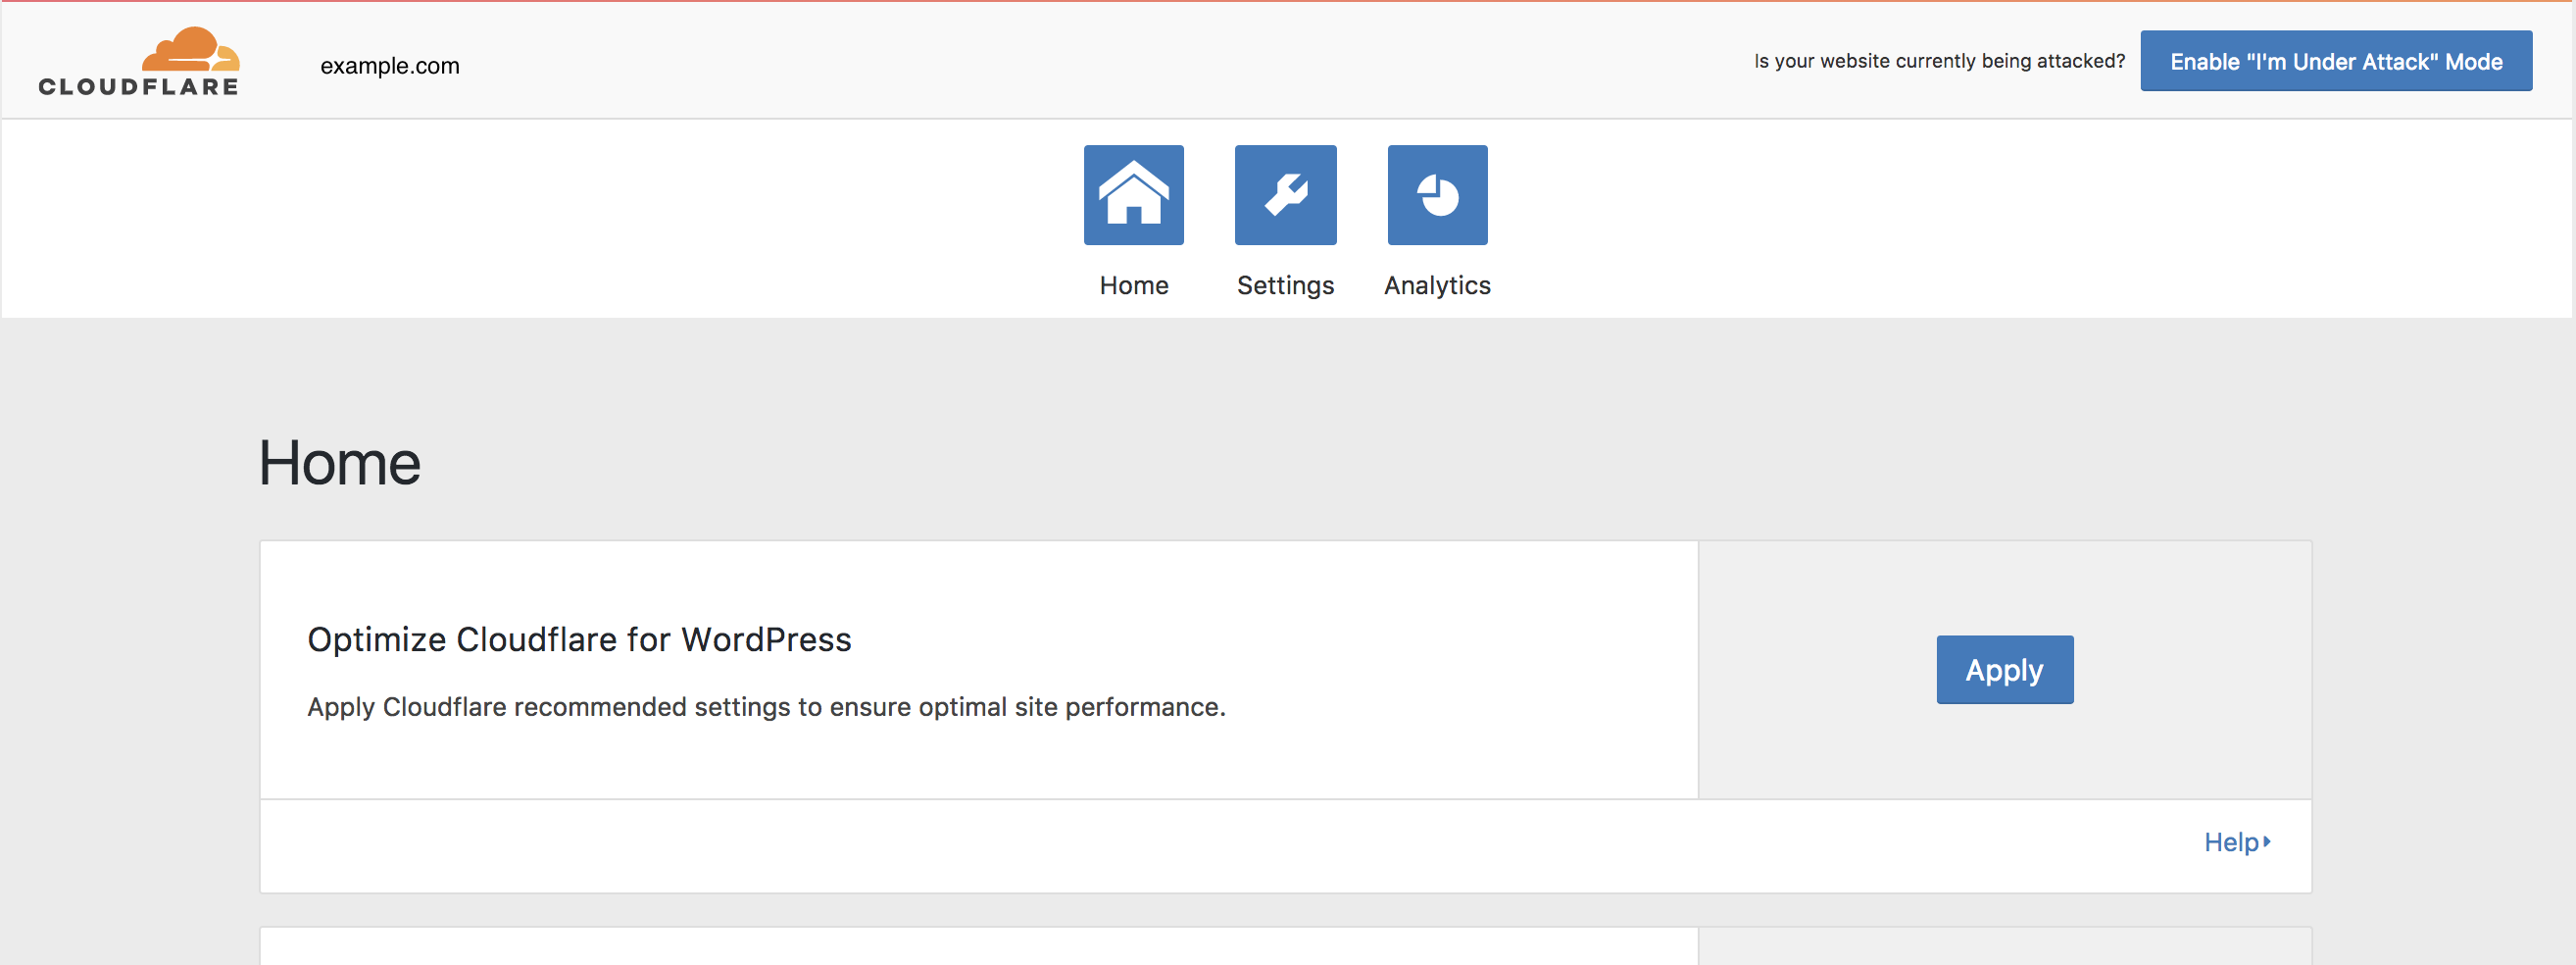 CLOUDFLARE
example.com
Is your website currently being attacked?
Enable "I'm Under Attack" Mode
Home
Settings
Analytics
Home
Optimize Cloudflare for WordPress
Apply Cloudflare recommended settings to ensure optimal site performance.
Apply
Help